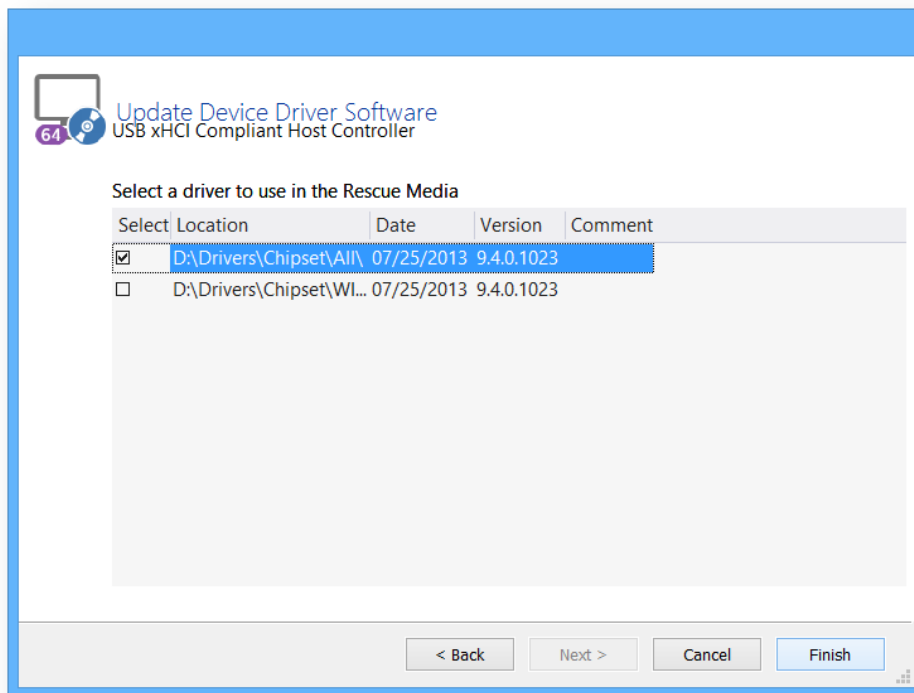 Update Device Driver Software
64
USB xHCI Compliant Host Controller
Select a driver to use in the Rescue Media
Select Location Date Version Comment
D:\Drivers\Chipset\All\ 07/25/2013 9.4.0.1023
D:\Drivers\Chipset\WI... 07/25/2013 9.4.0.1023
< Back Next > Cancel Finish